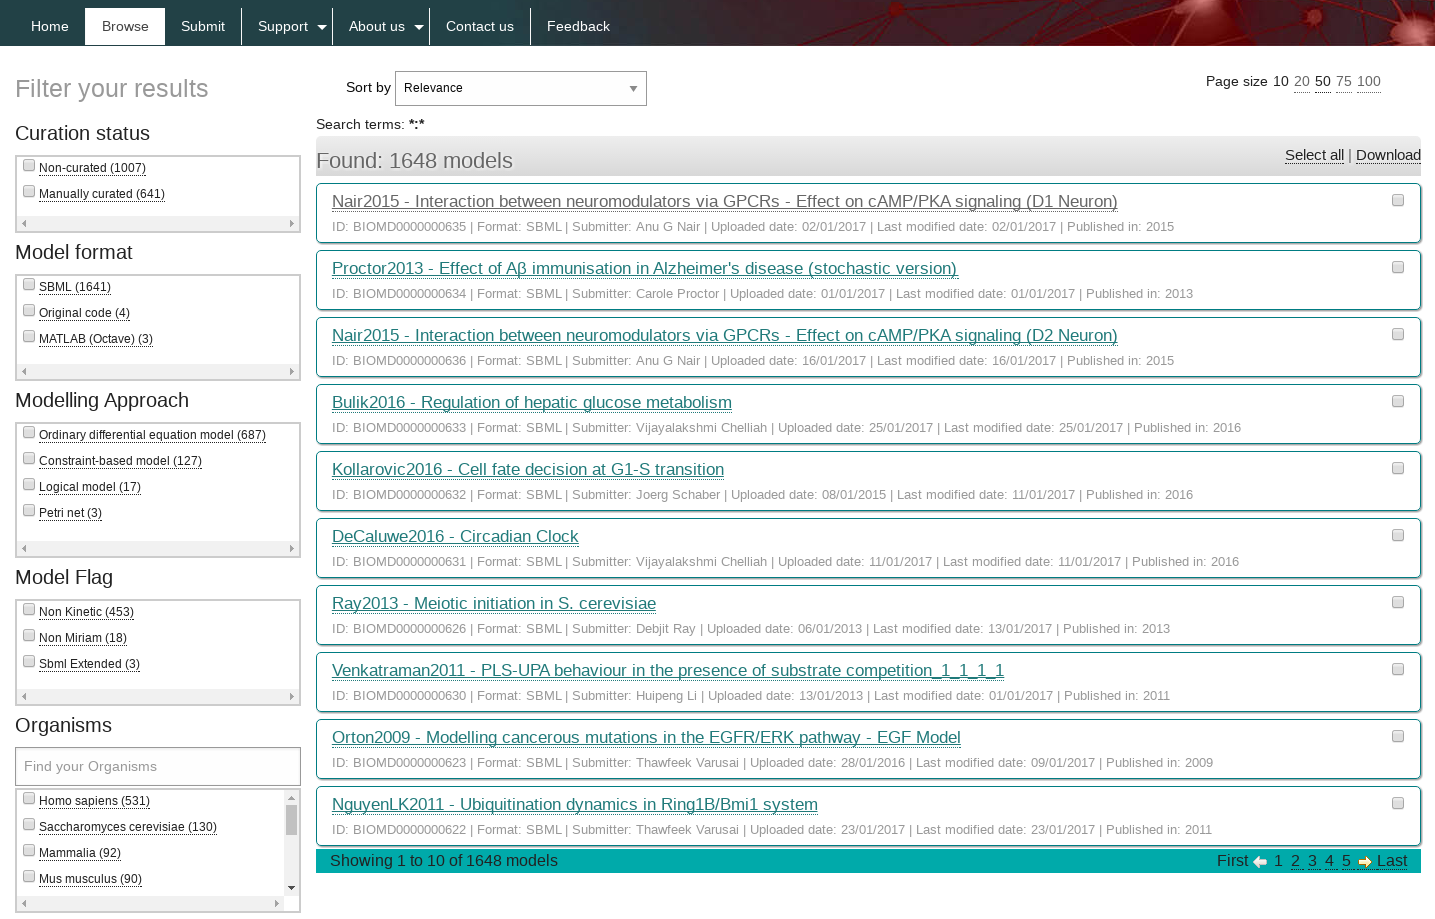 Home Browse Submit Support About us Contact us Feedback
Filter your results
Curation status
Non-curated (1007)
Manually curated (641)
Model format
SBML (1641)
Original code (4)
MATLAB (Octave) (3)
Modelling Approach
Ordinary differential equation model (687)
Constraint-based model (127)
Logical model (17)
Petri net (3)
Model Flag
Non Kinetic (453)
Non Miriam (18)
Sbml Extended (3)
Organisms
Find your Organisms
Homo sapiens (531)
Saccharomyces cerevisiae (130)
Mammalia (92)
Mus musculus (90)
Sort by Relevance
Page size 10 20 50 75 100
Search terms: *:*
Found: 1648 models
Select all | Download
Nair2015 - Interaction between neuromodulators via GPCRs - Effect on cAMP/PKA signaling (D1 Neuron)
ID: BIOMD0000000635 | Format: SBML | Submitter: Anu G Nair | Uploaded date: 02/01/2017 | Last modified date: 02/01/2017 | Published in: 2015
Proctor2013 - Effect of Aβ immunisation in Alzheimer's disease (stochastic version)
ID: BIOMD0000000634 | Format: SBML | Submitter: Carole Proctor | Uploaded date: 01/01/2017 | Last modified date: 01/01/2017 | Published in: 2013
Nair2015 - Interaction between neuromodulators via GPCRs - Effect on cAMP/PKA signaling (D2 Neuron)
ID: BIOMD0000000636 | Format: SBML | Submitter: Anu G Nair | Uploaded date: 16/01/2017 | Last modified date: 16/01/2017 | Published in: 2015
Bulik2016 - Regulation of hepatic glucose metabolism
ID: BIOMD0000000633 | Format: SBML | Submitter: Vijayalakshmi Chelliah | Uploaded date: 25/01/2017 | Last modified date: 25/01/2017 | Published in: 2016
Kollarovic2016 - Cell fate decision at G1-S transition
ID: BIOMD0000000632 | Format: SBML | Submitter: Joerg Schaber | Uploaded date: 08/01/2015 | Last modified date: 11/01/2017 | Published in: 2016
DeCaluwe2016 - Circadian Clock
ID: BIOMD0000000631 | Format: SBML | Submitter: Vijayalakshmi Chelliah | Uploaded date: 11/01/2017 | Last modified date: 11/01/2017 | Published in: 2016
Ray2013 - Meiotic initiation in S. cerevisiae
ID: BIOMD0000000626 | Format: SBML | Submitter: Debjit Ray | Uploaded date: 06/01/2013 | Last modified date: 13/01/2017 | Published in: 2013
Venkatraman2011 - PLS-UPA behaviour in the presence of substrate competition_1_1_1_1
ID: BIOMD0000000630 | Format: SBML | Submitter: Huipeng Li | Uploaded date: 13/01/2013 | Last modified date: 01/01/2017 | Published in: 2011
Orton2009 - Modelling cancerous mutations in the EGFR/ERK pathway - EGF Model
ID: BIOMD0000000623 | Format: SBML | Submitter: Thawfeek Varusai | Uploaded date: 28/01/2016 | Last modified date: 09/01/2017 | Published in: 2009
NguyenLK2011 - Ubiquitination dynamics in Ring1B/Bmi1 system
ID: BIOMD0000000622 | Format: SBML | Submitter: Thawfeek Varusai | Uploaded date: 23/01/2017 | Last modified date: 23/01/2017 | Published in: 2011
Showing 1 to 10 of 1648 models
First 1 2 3 4 5 Last